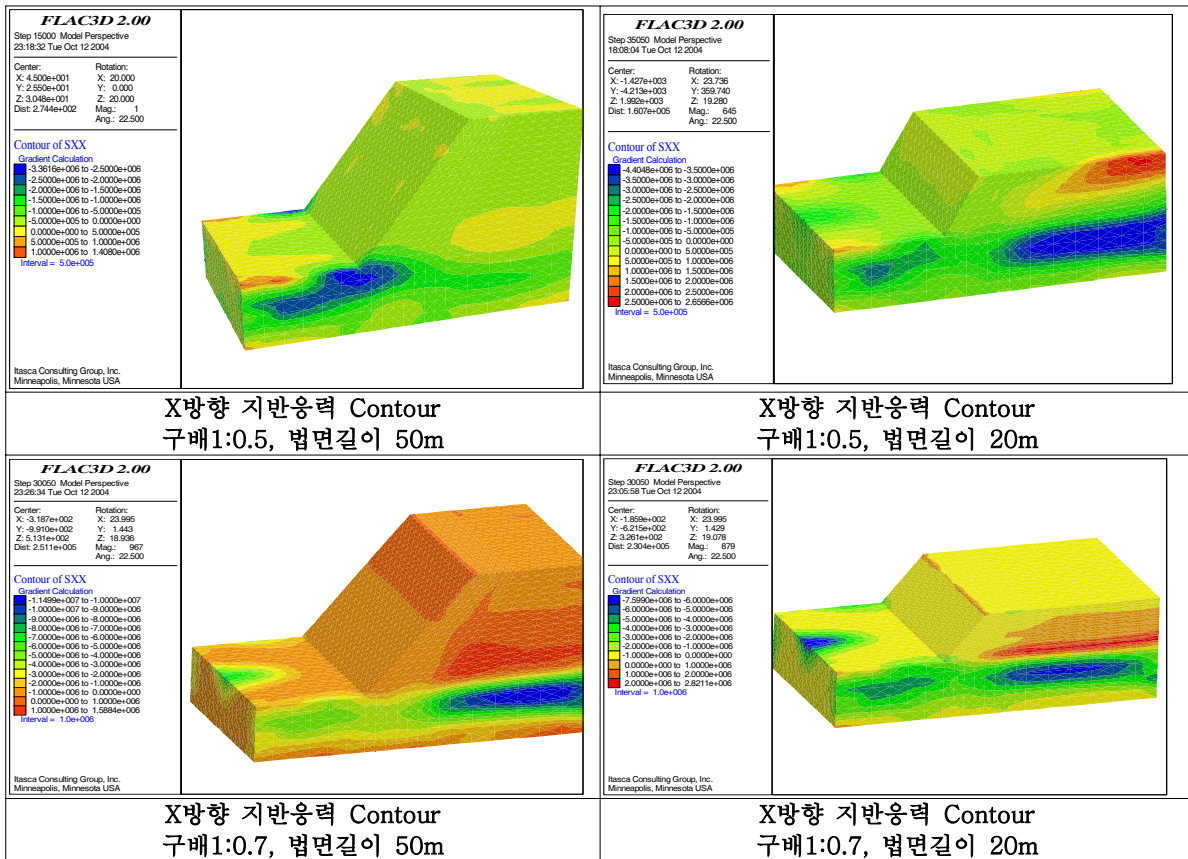 FLAC3D 2.00
Step 15000 Model Perspective
23:18:32 Tue Oct 12 2004
Center: Rotation:
X: 4.500e+001 X: 20.000
Y: 2.550e+001 Y: 0.000
Z: 3.048e+001 Z: 20.000
Dist: 2.744e+002 Mag.: 1
Ang.: 22.500
Contour of SXX
Gradient Calculation
-3.3616e+006 to -2.5000e+006
-2.5000e+006 to -2.0000e+006
-2.0000e+006 to -1.5000e+006
-1.5000e+006 to -1.0000e+006
-1.0000e+006 to -5.0000e+005
-5.0000e+005 to 0.0000e+000
0.0000e+000 to 5.0000e+005
5.0000e+005 to 1.0000e+006
1.0000e+006 to 1.4080e+006
Interval = 5.0e+005
Itasca Consulting Group, Inc.
Minneapolis, Minnesota USA
X방향 지반응력 Contour
구배1:0.5, 법면길이 50m
FLAC3D 2.00
Step 35050 Model Perspective
18:08:04 Tue Oct 12 2004
Center: Rotation:
X: -1.427e+003 X: 23.736
Y: -4.213e+003 Y: 359.740
Z: 1.992e+003 Z: 19.280
Dist: 1.607e+005 Mag.: 645
Ang.: 22.500
Contour of SXX
Gradient Calculation
-4.4048e+006 to -3.5000e+006
-3.5000e+006 to -3.0000e+006
-3.0000e+006 to -2.5000e+006
-2.5000e+006 to -2.0000e+006
-2.0000e+006 to -1.5000e+006
-1.5000e+006 to -1.0000e+006
-1.0000e+006 to -5.0000e+005
-5.0000e+005 to 0.0000e+000
0.0000e+000 to 5.0000e+005
5.0000e+005 to 1.0000e+006
1.0000e+006 to 1.5000e+006
1.5000e+006 to 2.0000e+006
2.0000e+006 to 2.5000e+006
2.5000e+006 to 2.6566e+006
Interval = 5.0e+005
Itasca Consulting Group, Inc.
Minneapolis, Minnesota USA
X방향 지반응력 Contour
구배1:0.5, 법면길이 20m
FLAC3D 2.00
Step 30050 Model Perspective
23:26:34 Tue Oct 12 2004
Center: Rotation:
X: -3.187e+002 X: 23.995
Y: -9.910e+002 Y: 1.443
Z: 5.131e+002 Z: 18.936
Dist: 2.511e+005 Mag.: 967
Ang.: 22.500
Contour of SXX
Gradient Calculation
-1.1499e+007 to -1.0000e+007
-1.0000e+007 to -9.0000e+006
-9.0000e+006 to -8.0000e+006
-8.0000e+006 to -7.0000e+006
-7.0000e+006 to -6.0000e+006
-6.0000e+006 to -5.0000e+006
-5.0000e+006 to -4.0000e+006
-4.0000e+006 to -3.0000e+006
-3.0000e+006 to -2.0000e+006
-2.0000e+006 to -1.0000e+006
-1.0000e+006 to 0.0000e+000
0.0000e+000 to 1.0000e+006
1.0000e+006 to 1.5884e+006
Interval = 1.0e+006
Itasca Consulting Group, Inc.
Minneapolis, Minnesota USA
X방향 지반응력 Contour
구배1:0.7, 법면길이 50m
FLAC3D 2.00
Step 30050 Model Perspective
23:05:58 Tue Oct 12 2004
Center: Rotation:
X: -1.859e+002 X: 23.995
Y: -6.215e+002 Y: 1.429
Z: 3.261e+002 Z: 19.078
Dist: 2.304e+005 Mag.: 879
Ang.: 22.500
Contour of SXX
Gradient Calculation
-7.5990e+006 to -6.0000e+006
-6.0000e+006 to -5.0000e+006
-5.0000e+006 to -4.0000e+006
-4.0000e+006 to -3.0000e+006
-3.0000e+006 to -2.0000e+006
-2.0000e+006 to -1.0000e+006
-1.0000e+006 to 0.0000e+000
0.0000e+000 to 1.0000e+006
1.0000e+006 to 2.0000e+006
2.0000e+006 to 2.8211e+006
Interval = 1.0e+006
Itasca Consulting Group, Inc.
Minneapolis, Minnesota USA
X방향 지반응력 Contour
구배1:0.7, 법면길이 20m